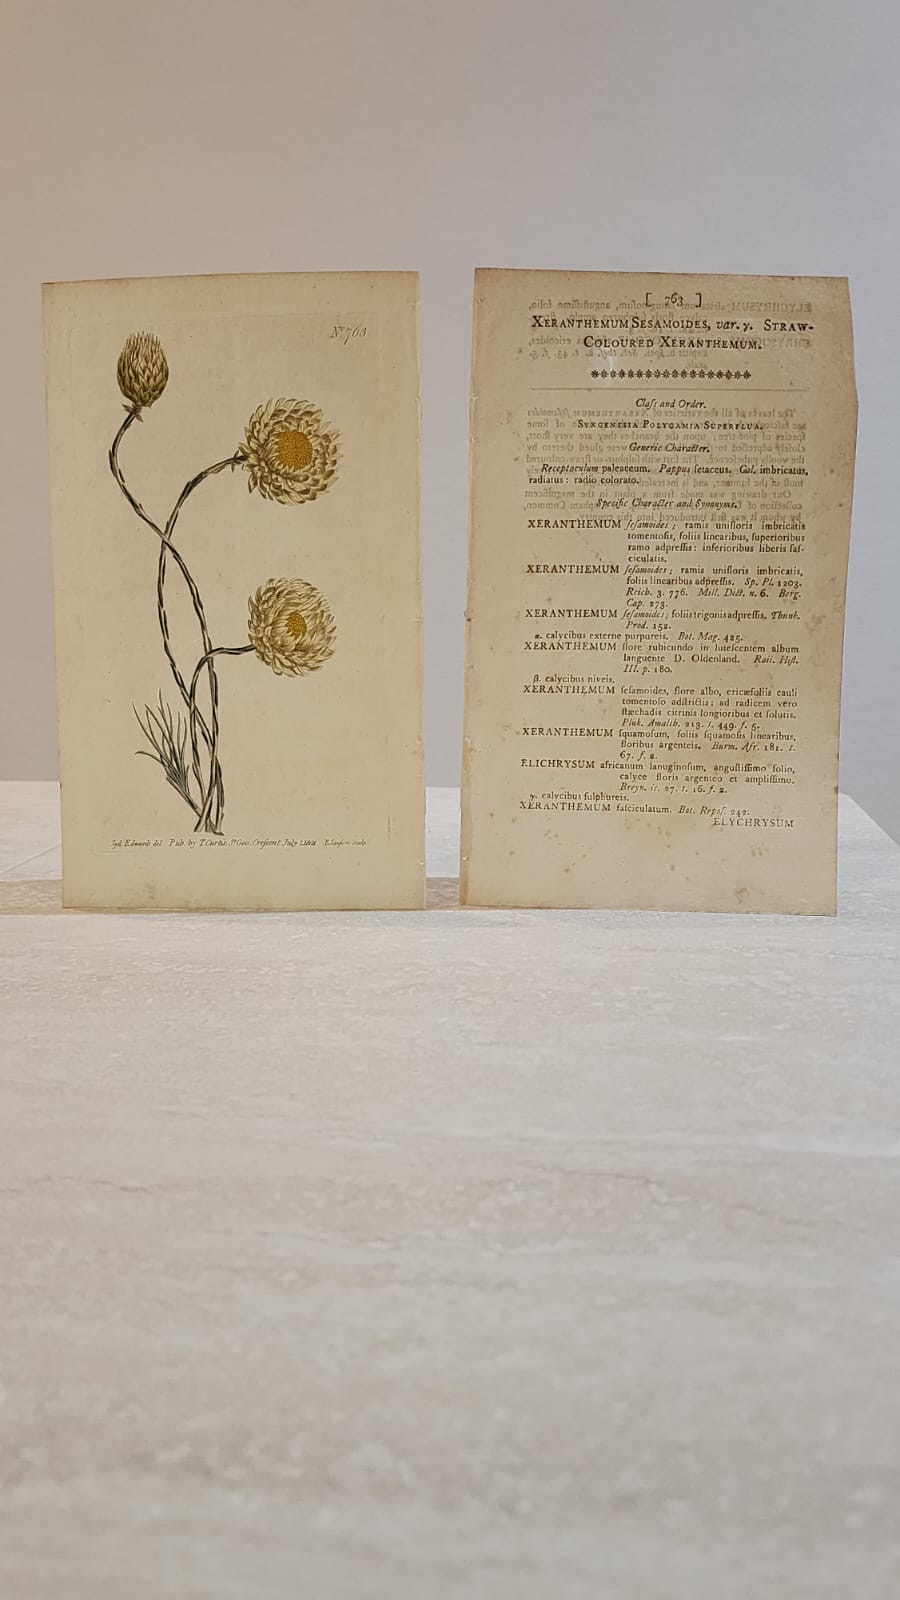 Nº. 763
Syd. Edwards del. Pub. by T. Curtis, St. Geo. Crescent July 1.1804 F. Sansom sculp.
[ 763 ]
XERANTHEMUM SESAMOIDES, var. γ. STRAW-
COLOURED XERANTHEMUM.
Claſs and Order.
SYNGENESIA POLYGAMIA SUPERFLUA.
Generic Character.
Receptaculum paleaceum. Pappus ſetaceus. Cal. imbricatus,
radiatus: radio colorato.
Specific Character and Synonyms.
XERANTHEMUM ſeſamoides; ramis unifloris imbricatis
tomentoſis, foliis linearibus, ſuperioribus
ramo adpreſſis: inferioribus liberis faſ-
ciculatis.
XERANTHEMUM ſeſamoides; ramis unifloris imbricatis,
foliis linearibus adpreſſis. Sp. Pl. 1203.
Reich. 3. 776. Mill. Dict. n. 6. Berg.
Cap. 273.
XERANTHEMUM ſeſamoides; foliis trigonis adpreſſis. Thunb.
Prod. 152.
α. calycibus externe purpureis. Bot. Mag. 425.
XERANTHEMUM flore rubicundo in luteſcentem album
languente D. Oldenland. Raii. Hiſt.
III. p. 180.
β. calycibus niveis.
XERANTHEMUM ſeſamoides, flore albo, ericæfoliis cauli
tomentoſo adſtrictis; ad radicem vero
ſtæchadis citrinis longioribus et ſolutis.
Pluk. Amalth. 213. t. 449. f. 5.
XERANTHEMUM ſquamoſum, foliis ſquamoſis linearibus,
floribus argenteis. Burm. Afr. 181. t.
67. f. 2.
ELICHRYSUM africanum lanuginoſum, anguſtiſſimo folio,
calyce floris argenteo et ampliſſimo.
Breyn. ic. 27. t. 16. f. 2.
γ. calycibus ſulphureis.
XERANTHEMUM faſciculatum. Bot. Repoſ. 242.
ELYCHRYSUM